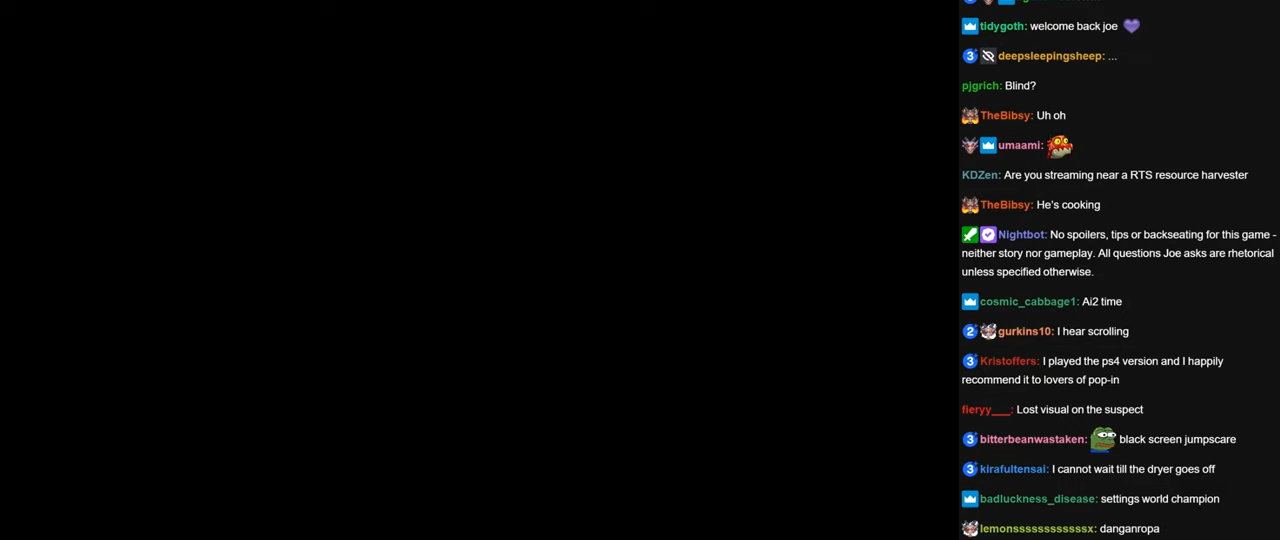 tidygoth: welcome back joe
3 deepsleepingsheep: ...
pjgrich: Blind?
TheBibsy: Uh oh
umaami:
KDZen: Are you streaming near a RTS resource harvester
TheBibsy: He's cooking
Nightbot: No spoilers, tips or backseating for this game -
neither story nor gameplay. All questions Joe asks are rhetorical
unless specified otherwise.
cosmic_cabbage1: Ai2 time
2 gurkins10: I hear scrolling
3 Kristoffers: I played the ps4 version and I happily
recommend it to lovers of pop-in
fieryy___: Lost visual on the suspect
3 bitterbeanwastaken: black screen jumpscare
3 kirafultensai: I cannot wait till the dryer goes off
badluckness_disease: settings world champion
lemonssssssssssssx: danganropa